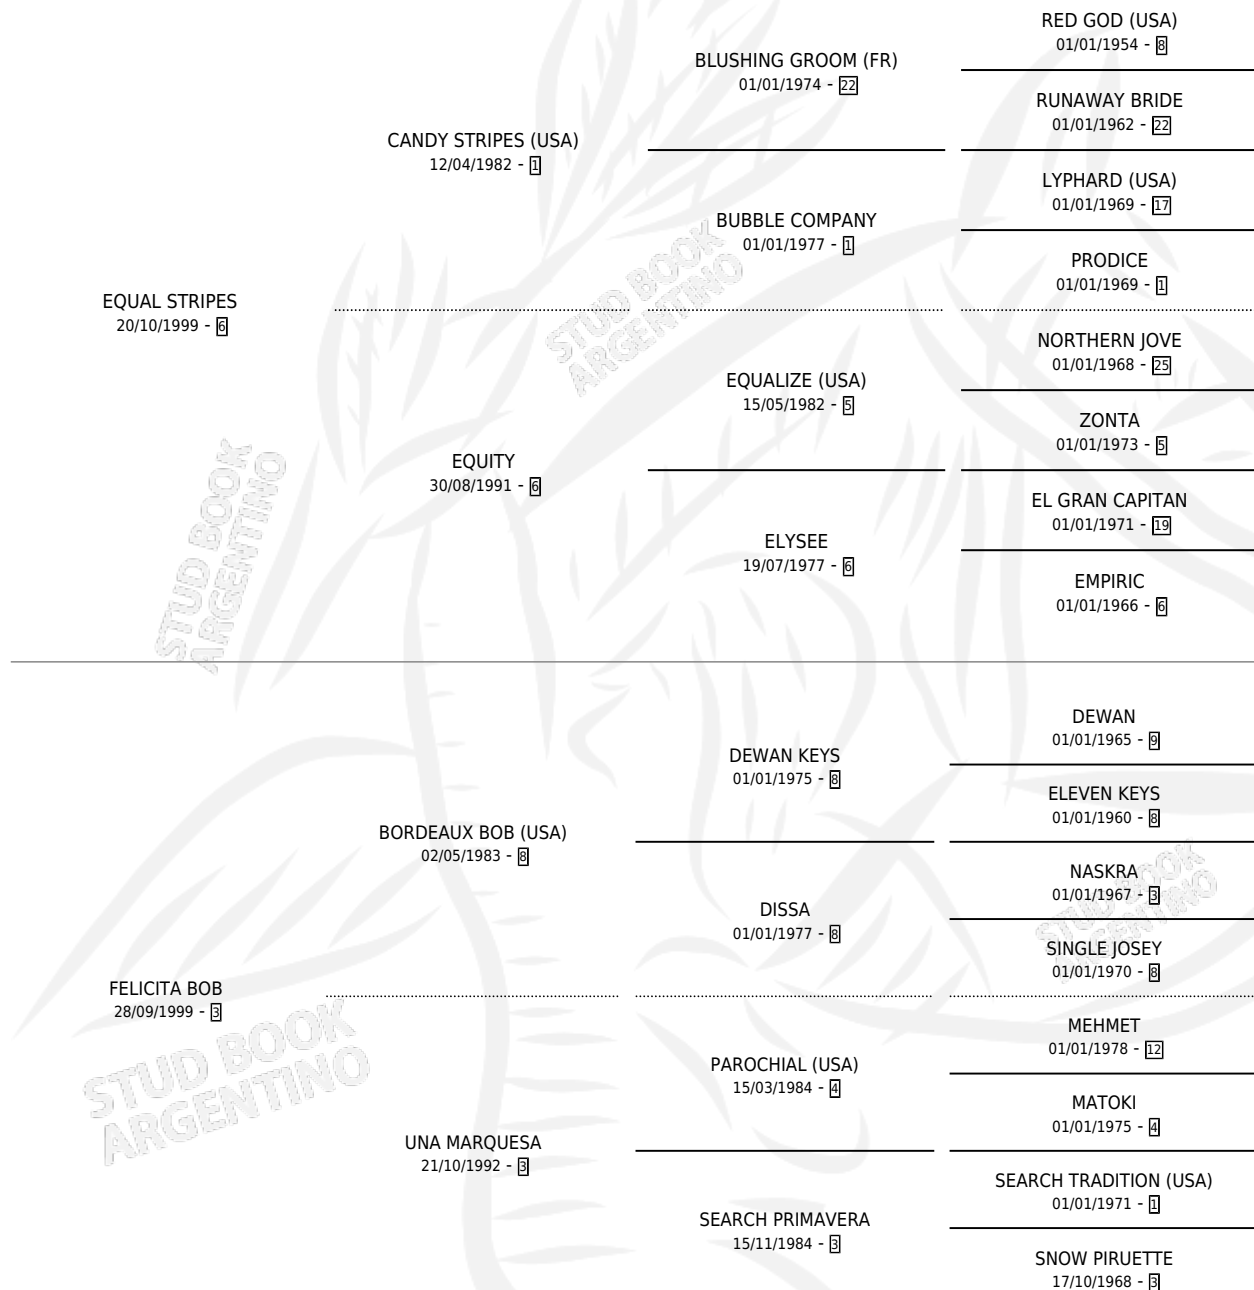 RED GOD (USA)
01/01/1954 - 8
BLUSHING GROOM (FR)
01/01/1974 - 22
RUNAWAY BRIDE
01/01/1962 - 22
CANDY STRIPES (USA)
12/04/1982 - 1
LYPHARD (USA)
01/01/1969 - 17
BUBBLE COMPANY
01/01/1977 - 1
PRODICE
01/01/1969 - 1
EQUAL STRIPES
20/10/1999 - 6
STUD BOOK
ARGENTINO
NORTHERN JOVE
01/01/1968 - 25
EQUALIZE (USA)
15/05/1982 - 5
ZONTA
01/01/1973 - 5
EQUITY
30/08/1991 - 6
EL GRAN CAPITAN
01/01/1971 - 19
ELYSEE
19/07/1977 - 6
EMPIRIC
01/01/1966 - 6
STUD BOOK
ARGENTINO
DEWAN
01/01/1965 - 9
DEWAN KEYS
01/01/1975 - 8
ELEVEN KEYS
01/01/1960 - 8
BORDEAUX BOB (USA)
02/05/1983 - 8
NASKRA
01/01/1967 - 3
DISSA
01/01/1977 - 8
STUD BOOK
ARGENTINO
SINGLE JOSEY
01/01/1970 - 8
FELICITA BOB
28/09/1999 - 3
STUD BOOK
ARGENTINO
MEHMET
01/01/1978 - 12
PAROCHIAL (USA)
15/03/1984 - 4
MATOKI
01/01/1975 - 4
UNA MARQUESA
21/10/1992 - 3
SEARCH TRADITION (USA)
01/01/1971 - 1
SEARCH PRIMAVERA
15/11/1984 - 3
SNOW PIRUETTE
17/10/1968 - 3